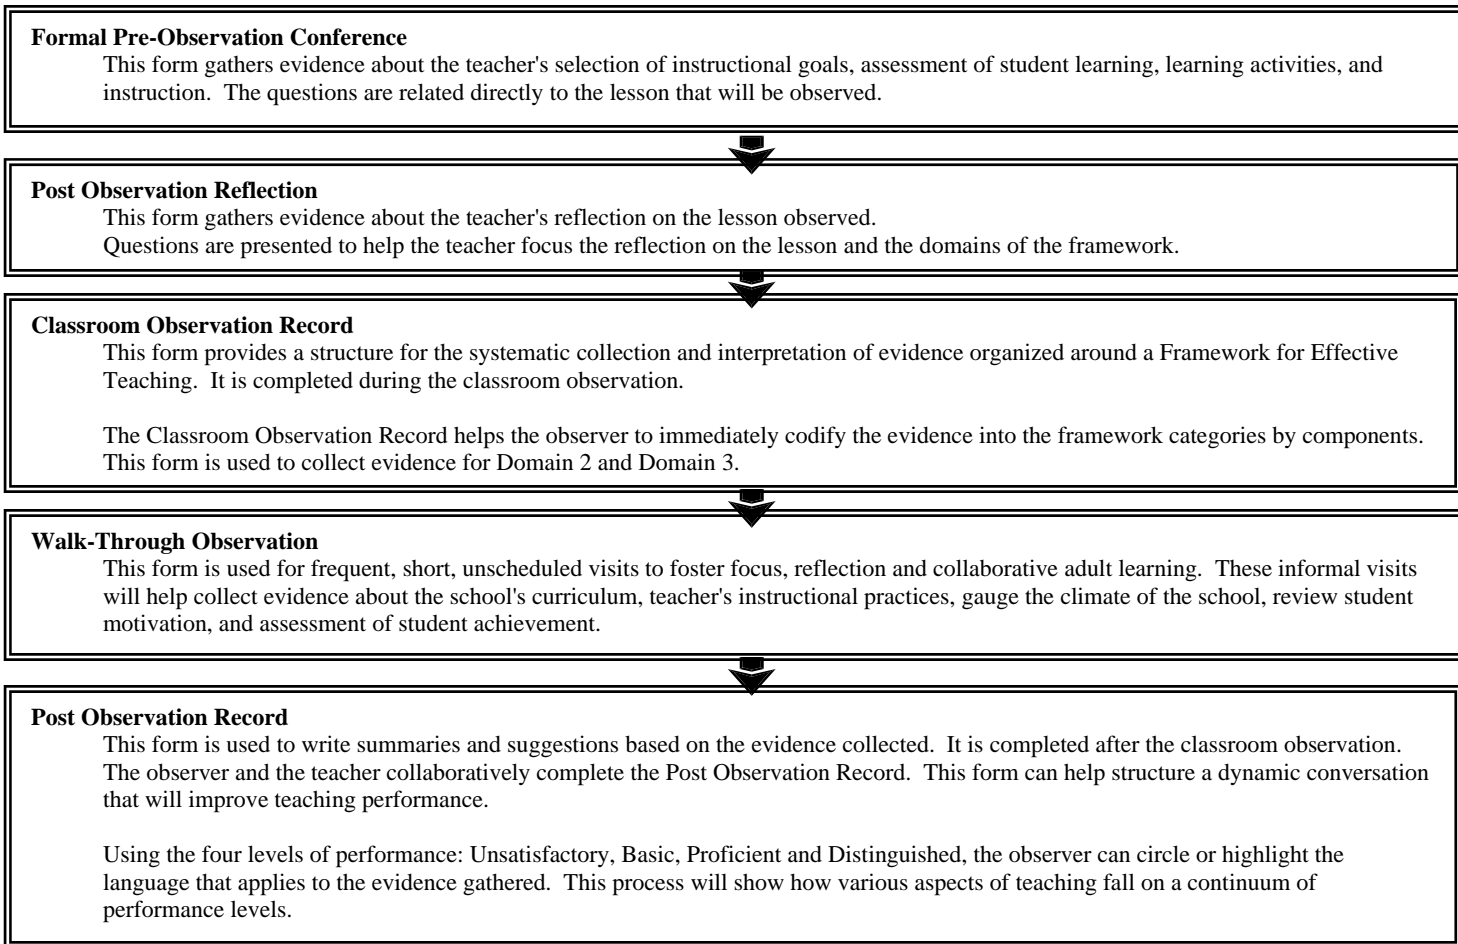 Formal Pre-Observation Conference
This form gathers evidence about the teacher's selection of instructional goals, assessment of student learning, learning activities, and
instruction.  The questions are related directly to the lesson that will be observed.
Post Observation Reflection
This form gathers evidence about the teacher's reflection on the lesson observed.
Questions are presented to help the teacher focus the reflection on the lesson and the domains of the framework.
Classroom Observation Record
This form provides a structure for the systematic collection and interpretation of evidence organized around a Framework for Effective
Teaching.  It is completed during the classroom observation.
The Classroom Observation Record helps the observer to immediately codify the evidence into the framework categories by components.
This form is used to collect evidence for Domain 2 and Domain 3.
Walk-Through Observation
This form is used for frequent, short, unscheduled visits to foster focus, reflection and collaborative adult learning.  These informal visits
will help collect evidence about the school's curriculum, teacher's instructional practices, gauge the climate of the school, review student
motivation, and assessment of student achievement.
Post Observation Record
This form is used to write summaries and suggestions based on the evidence collected.  It is completed after the classroom observation.
The observer and the teacher collaboratively complete the Post Observation Record.  This form can help structure a dynamic conversation
that will improve teaching performance.
Using the four levels of performance: Unsatisfactory, Basic, Proficient and Distinguished, the observer can circle or highlight the
language that applies to the evidence gathered.  This process will show how various aspects of teaching fall on a continuum of
performance levels.